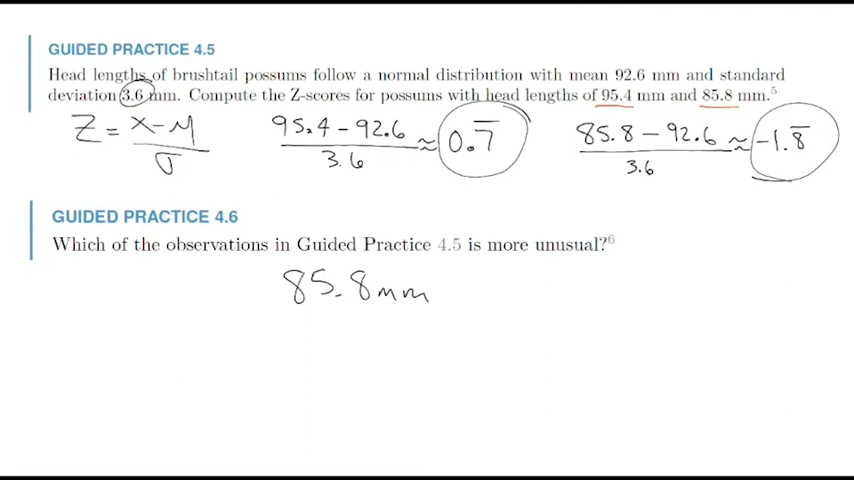 GUIDED PRACTICE 4.5
Head lengths of brushtail possums follow a normal distribution with mean 92.6 mm and standard
deviation 3.6 mm. Compute the Z-scores for possums with head lengths of 95.4 mm and 85.8 mm.⁵
Z = (x-μ)/σ   (95.4-92.6)/3.6 ≈ 0.7̅   (85.8-92.6)/3.6 ≈ -1.8̅
GUIDED PRACTICE 4.6
Which of the observations in Guided Practice 4.5 is more unusual?⁶
85.8mm